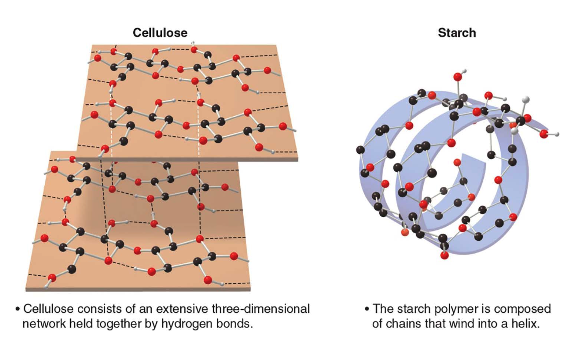 Cellulose
Starch
• Cellulose consists of an extensive three-dimensional
network held together by hydrogen bonds.
• The starch polymer is composed
of chains that wind into a helix.